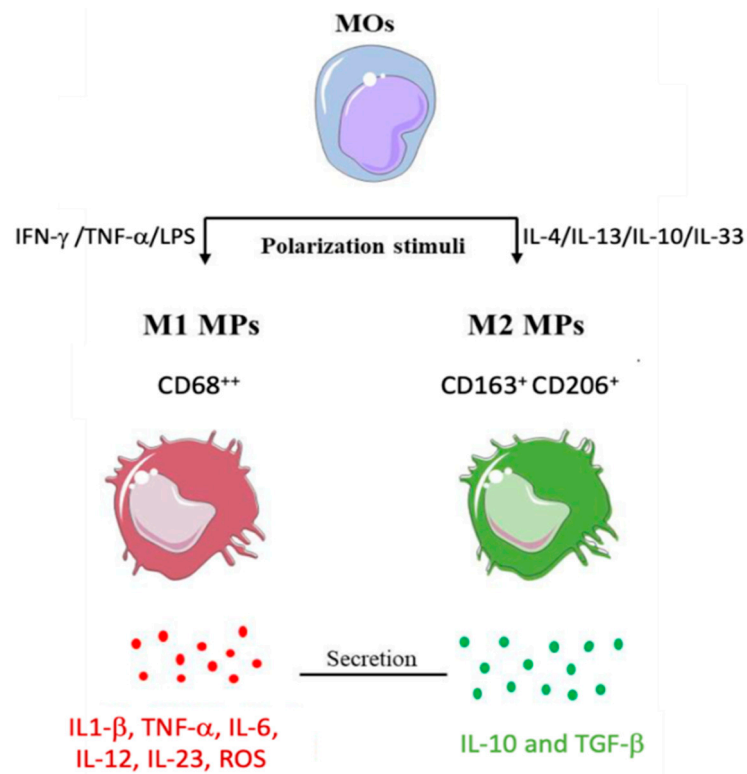 MOs
IFN-γ /TNF-α/LPS
Polarization stimuli
IL-4/IL-13/IL-10/IL-33
M1 MPs
M2 MPs
CD68⁺⁺
CD163⁺ CD206⁺
Secretion
IL1-β, TNF-α, IL-6,
IL-12, IL-23, ROS
IL-10 and TGF-β